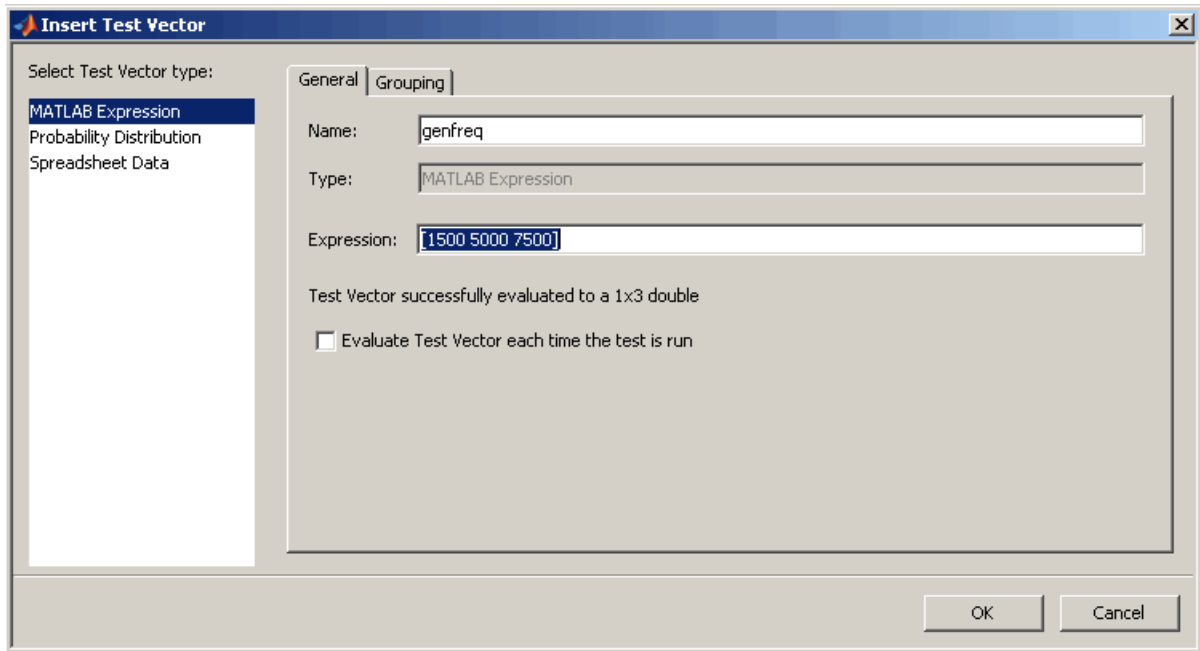 Insert Test Vector
Select Test Vector type:
MATLAB Expression
Probability Distribution
Spreadsheet Data
General Grouping
Name: genfreq
Type: MATLAB Expression
Expression: [1500 5000 7500]
Test Vector successfully evaluated to a 1x3 double
Evaluate Test Vector each time the test is run
OK Cancel